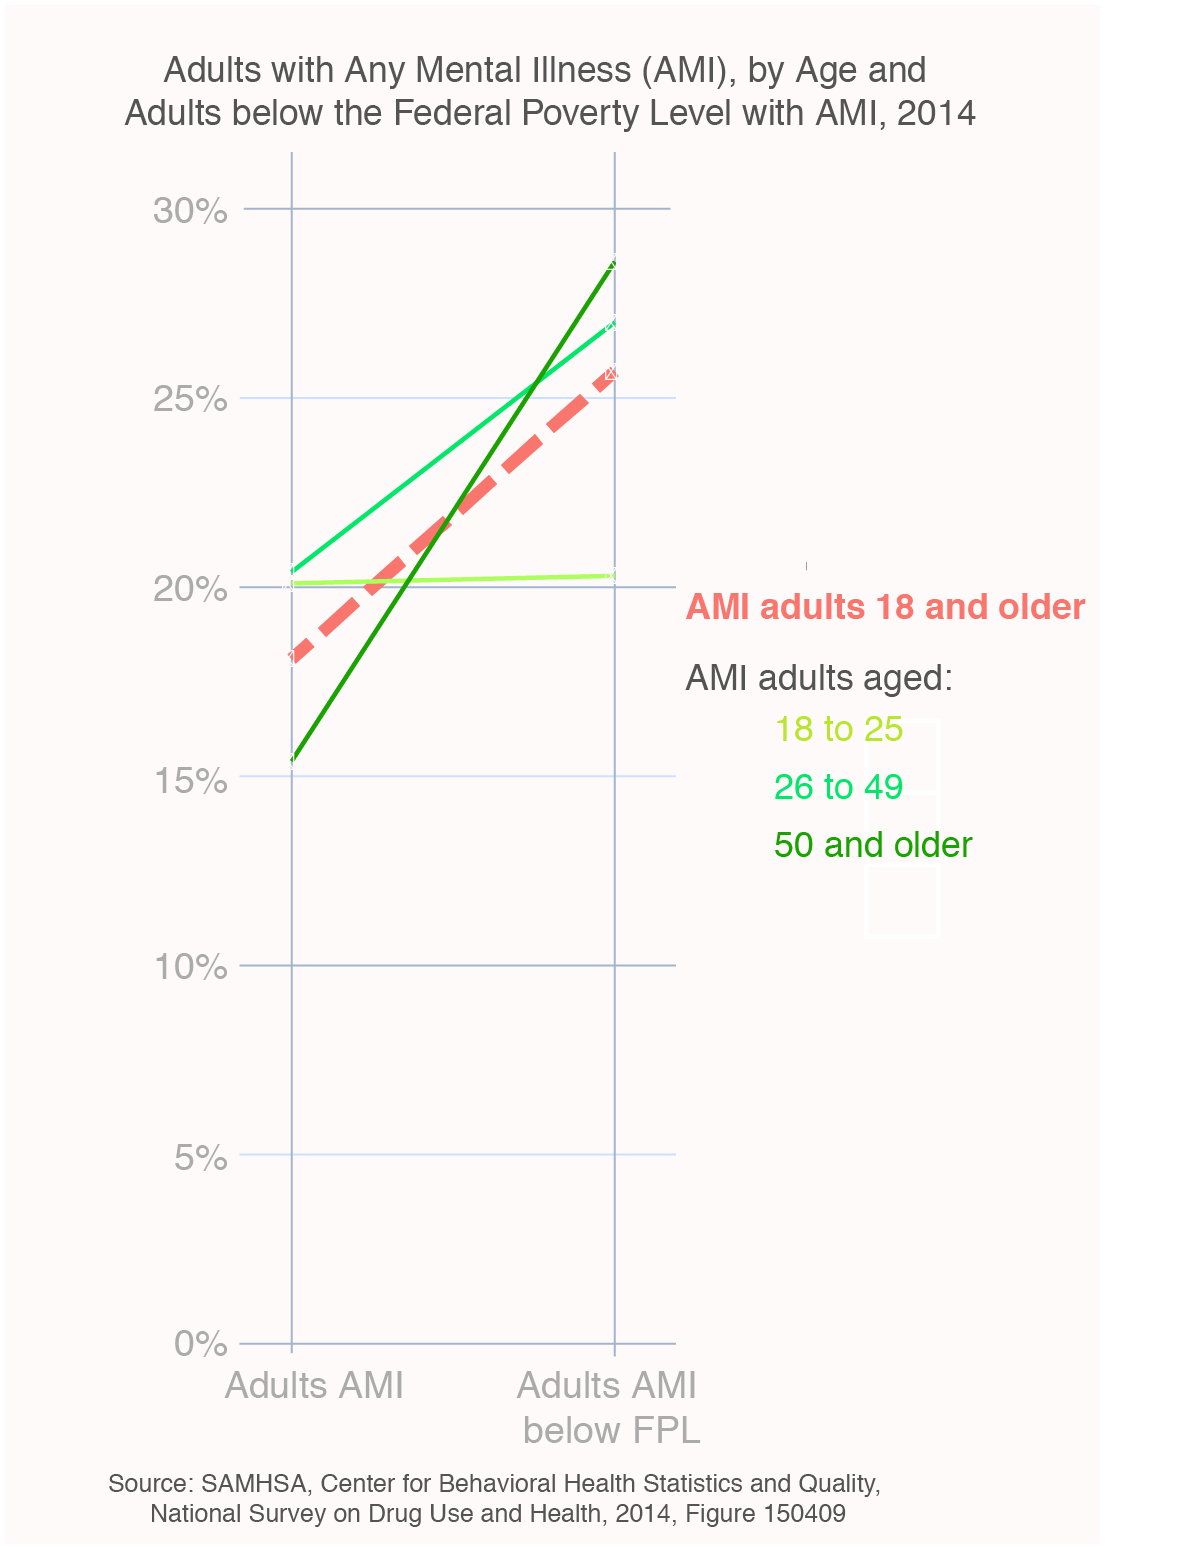 Adults with Any Mental Illness (AMI), by Age and
Adults below the Federal Poverty Level with AMI, 2014
30%
25%
20%
15%
10%
5%
0%
AMI adults 18 and older
AMI adults aged:
18 to 25
26 to 49
50 and older
Adults AMI
Adults AMI
below FPL
Source: SAMHSA, Center for Behavioral Health Statistics and Quality,
National Survey on Drug Use and Health, 2014, Figure 150409